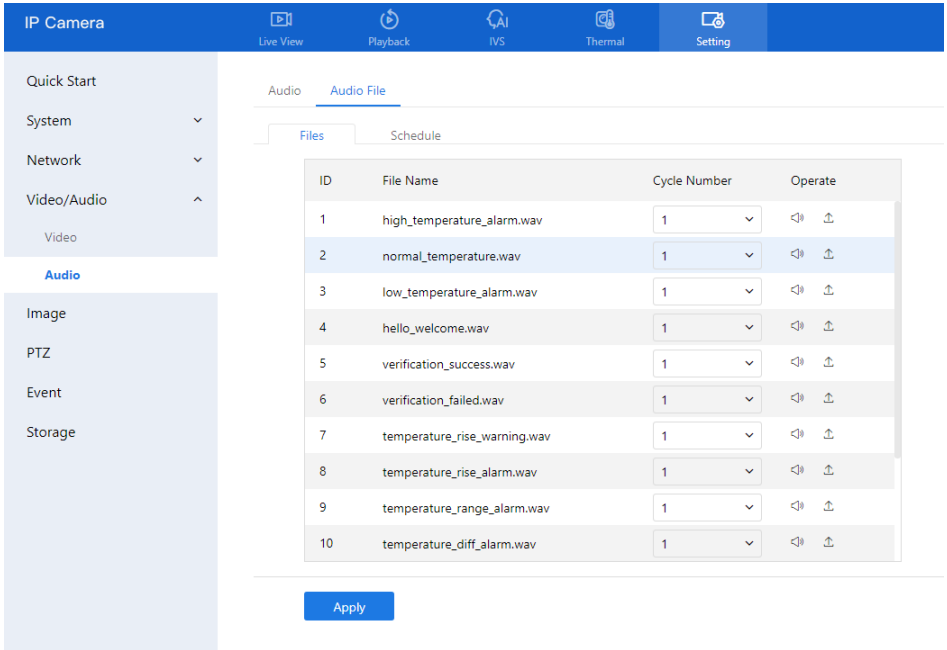 IP Camera
Live View Playback AI IVS Thermal Setting
Quick Start
System
Network
Video/Audio
Video
Audio
Image
PTZ
Event
Storage
Audio Audio File
Files Schedule
ID File Name Cycle Number Operate
1 high_temperature_alarm.wav 1
2 normal_temperature.wav 1
3 low_temperature_alarm.wav 1
4 hello_welcome.wav 1
5 verification_success.wav 1
6 verification_failed.wav 1
7 temperature_rise_warning.wav 1
8 temperature_rise_alarm.wav 1
9 temperature_range_alarm.wav 1
10 temperature_diff_alarm.wav 1
Apply